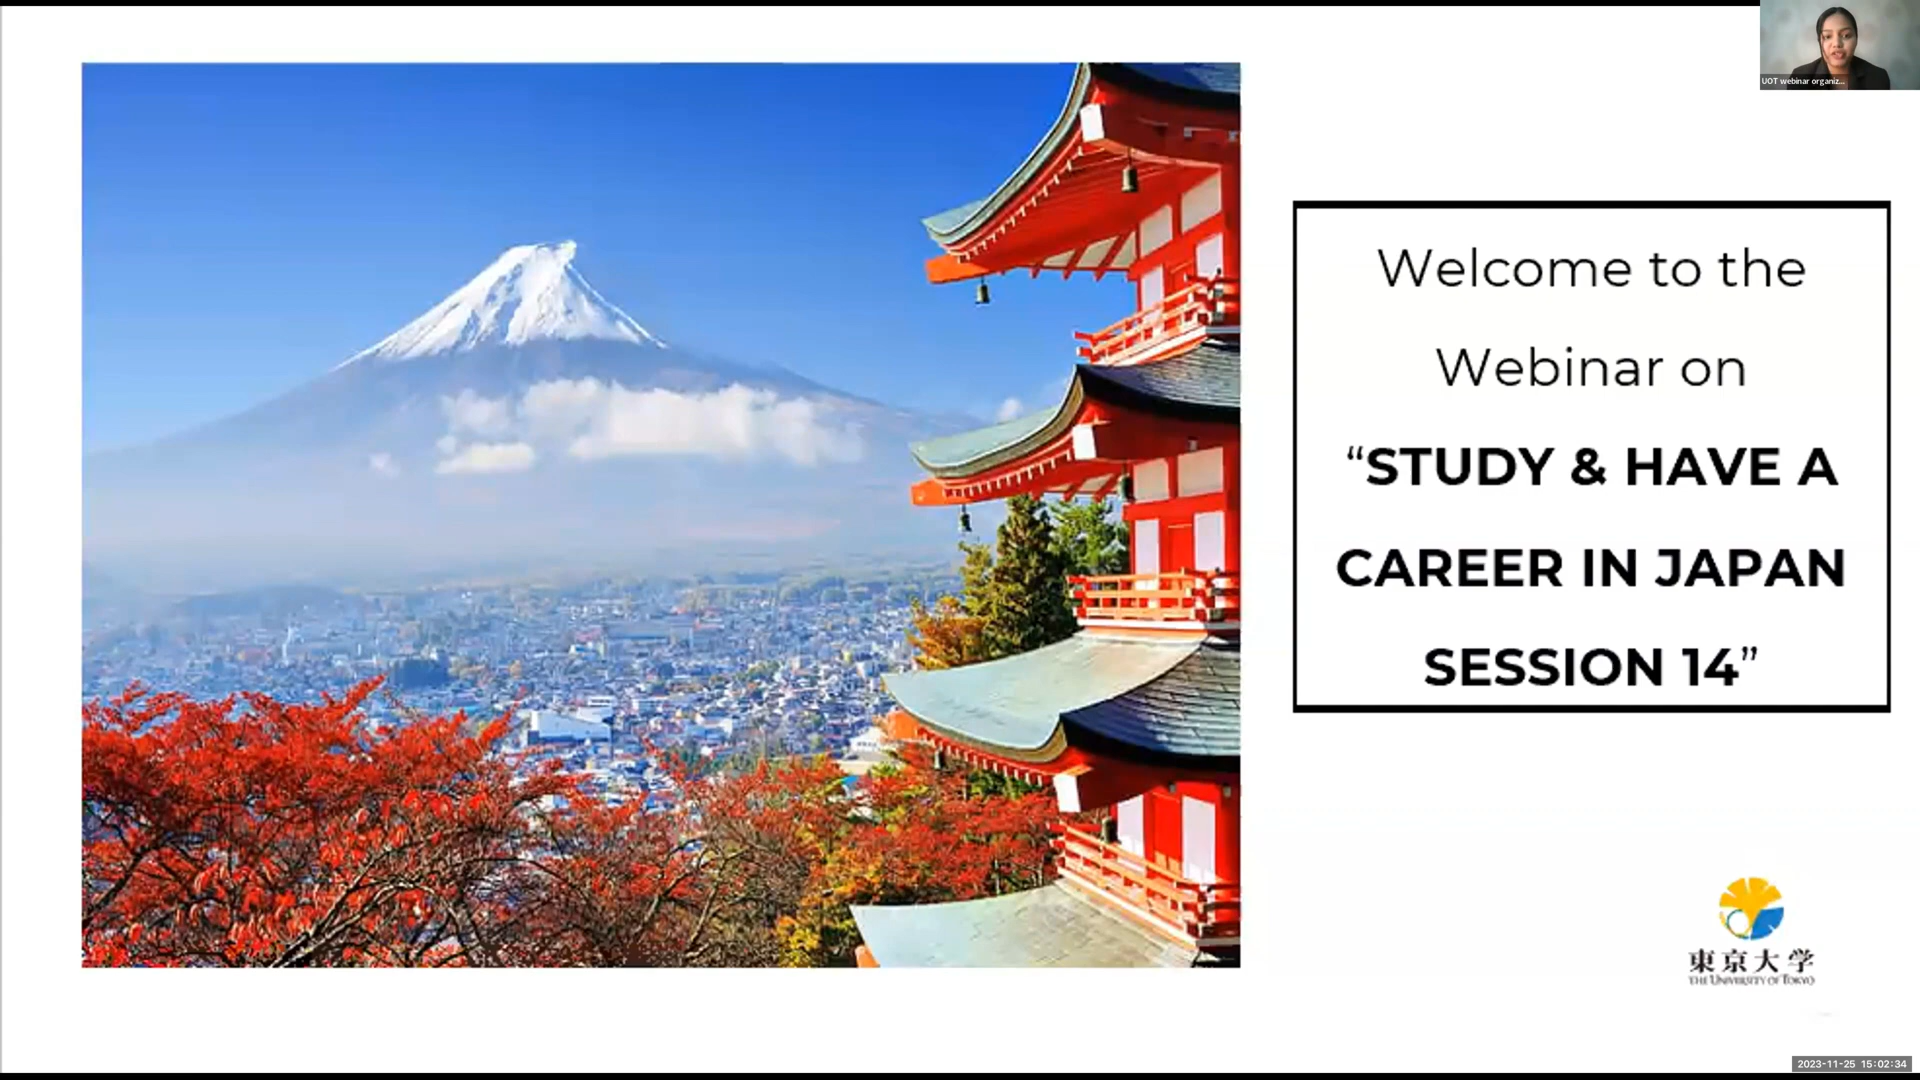 UOT webinar organiz...
Welcome to the
Webinar on
“STUDY & HAVE A
CAREER IN JAPAN
SESSION 14”
東京大学
THE UNIVERSITY OF TOKYO
2023-11-25 15:02:34